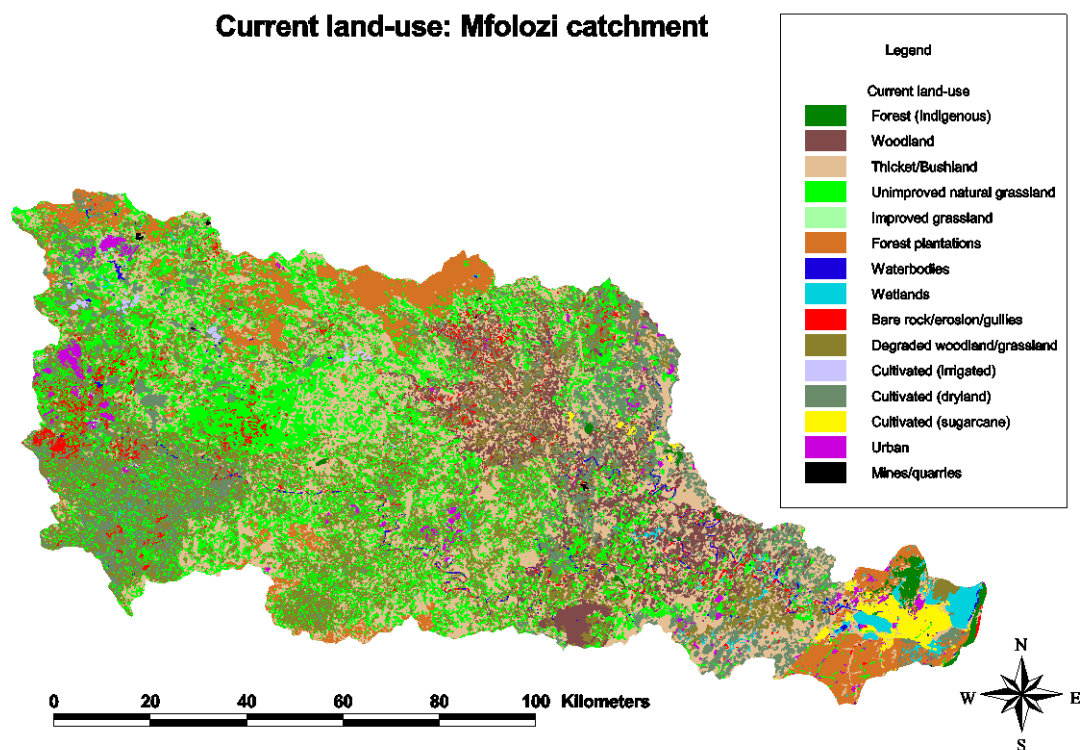 Current land-use: Mfolozi catchment
Legend
Current land-use
Forest (Indigenous)
Woodland
Thicket/Bushland
Unimproved natural grassland
Improved grassland
Forest plantations
Waterbodies
Wetlands
Bare rock/erosion/gullies
Degraded woodland/grassland
Cultivated (irrigated)
Cultivated (dryland)
Cultivated (sugarcane)
Urban
Mines/quarries
N
W E
S
0 20 40 60 80 100 Kilometers